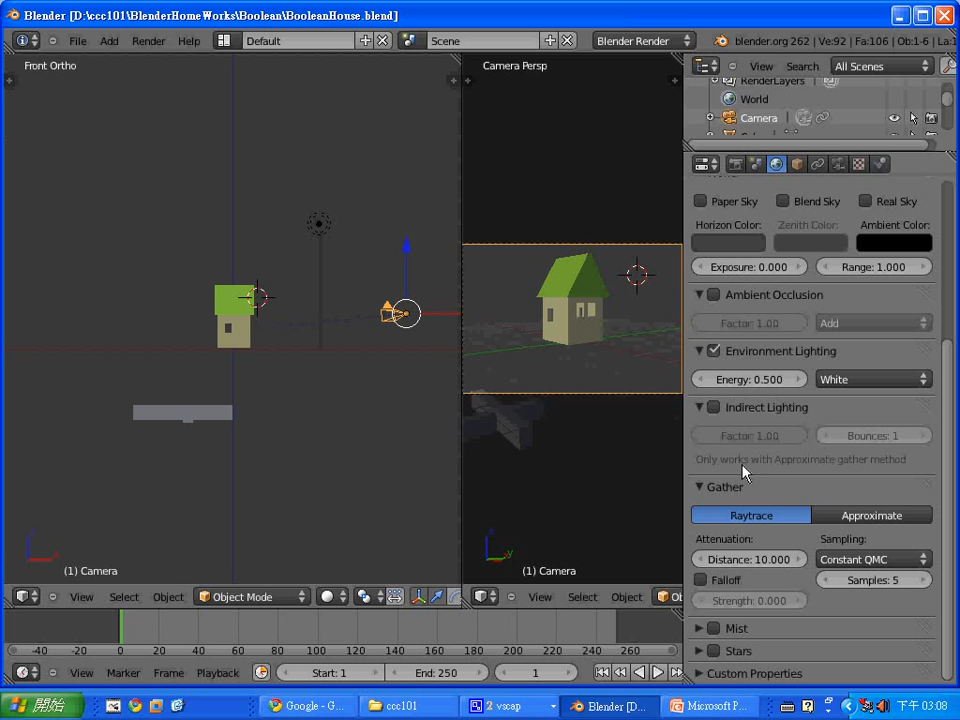 Blender [D:\ccc101\BlenderHomeWorks\Boolean\BooleanHouse.blend]
File Add Render Help Default Scene Blender Render blender.org 262 | Ve:92 | Fa:106 | Ob:1-6 | La:1
Front Ortho
Camera Persp
View Search All Scenes
RenderLayers
World
Camera
Paper Sky Blend Sky Real Sky
Horizon Color: Zenith Color: Ambient Color:
Exposure: 0.000 Range: 1.000
Ambient Occlusion
Factor: 1.00 Add
Environment Lighting
Energy: 0.500 White
Indirect Lighting
Factor: 1.00 Bounces: 1
Only works with Approximate gather method
Gather
Raytrace Approximate
Attenuation: Sampling:
Distance: 10.000 Constant QMC
Falloff Samples: 5
Strength: 0.000
Mist
Stars
Custom Properties
z x
y
(1) Camera
(1) Camera
View Select Object Object Mode
View Select Object
-40 -20 0 20 40 60 80 100 120 140 160 180 200 220 240 260
View Marker Frame Playback Start: 1 End: 250 1
開始 Google - G... ccc101 2 vscap Blender [D... Microsoft P... 下午 03:08